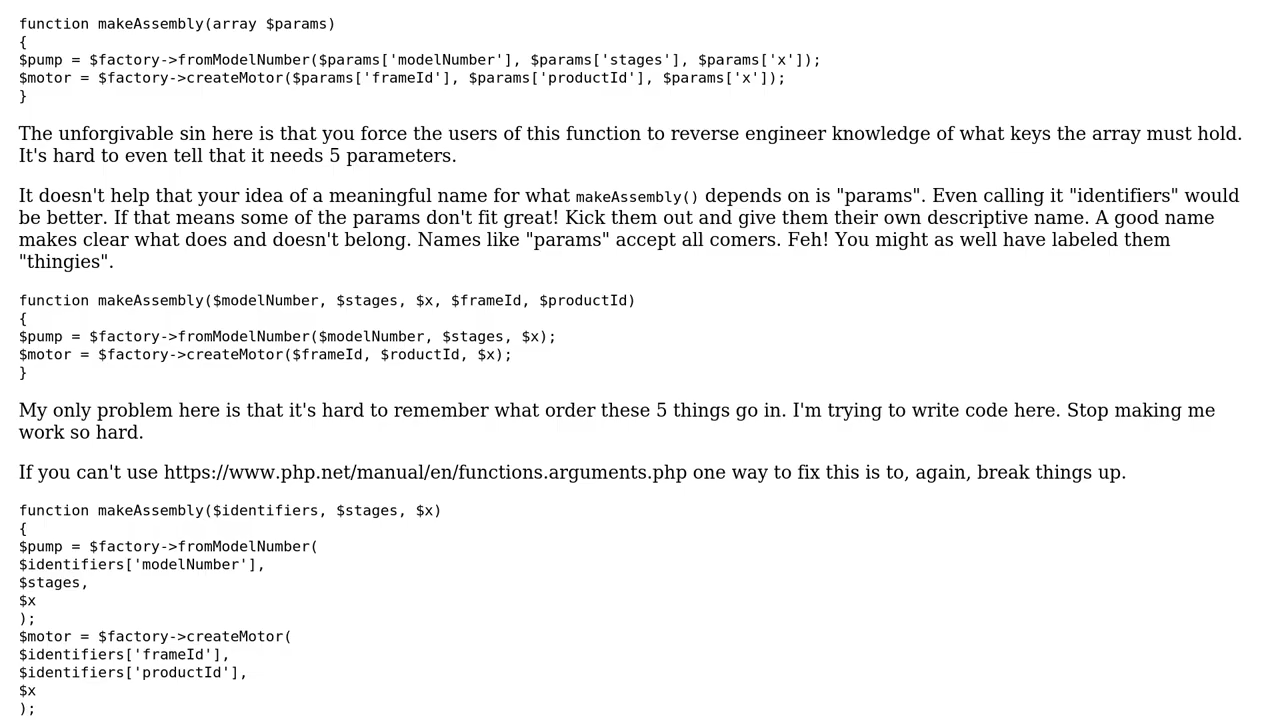 function makeAssembly(array $params)
{
$pump = $factory->fromModelNumber($params['modelNumber'], $params['stages'], $params['x']);
$motor = $factory->createMotor($params['frameId'], $params['productId'], $params['x']);
}
The unforgivable sin here is that you force the users of this function to reverse engineer knowledge of what keys the array must hold.
It's hard to even tell that it needs 5 parameters.
It doesn't help that your idea of a meaningful name for what makeAssembly() depends on is "params". Even calling it "identifiers" would
be better. If that means some of the params don't fit great! Kick them out and give them their own descriptive name. A good name
makes clear what does and doesn't belong. Names like "params" accept all comers. Feh! You might as well have labeled them
"thingies".
function makeAssembly($modelNumber, $stages, $x, $frameId, $productId)
{
$pump = $factory->fromModelNumber($modelNumber, $stages, $x);
$motor = $factory->createMotor($frameId, $roductId, $x);
}
My only problem here is that it's hard to remember what order these 5 things go in. I'm trying to write code here. Stop making me
work so hard.
If you can't use https://www.php.net/manual/en/functions.arguments.php one way to fix this is to, again, break things up.
function makeAssembly($identifiers, $stages, $x)
{
$pump = $factory->fromModelNumber(
$identifiers['modelNumber'],
$stages,
$x
);
$motor = $factory->createMotor(
$identifiers['frameId'],
$identifiers['productId'],
$x
);